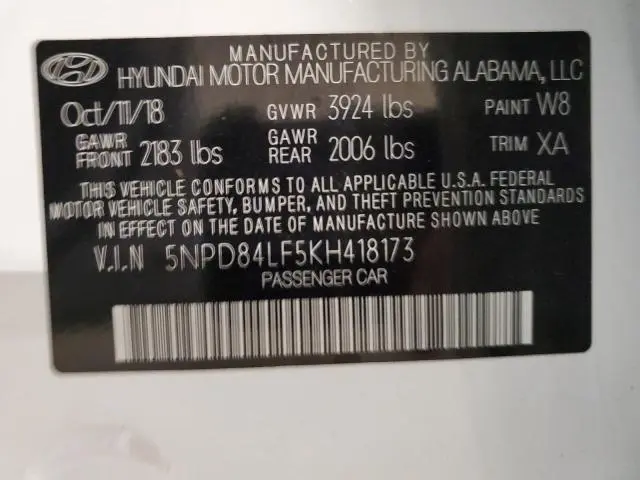 MANUFACTURED BY
HYUNDAI MOTOR MANUFACTURING ALABAMA, LLC
Oct/11/18 GVWR 3924 lbs PAINT W8
GAWR FRONT 2183 lbs GAWR REAR 2006 lbs TRIM XA
THIS VEHICLE CONFORMS TO ALL APPLICABLE U.S.A. FEDERAL
MOTOR VEHICLE SAFETY, BUMPER, AND THEFT PREVENTION STANDARDS
IN EFFECT ON THE DATE OF MANUFACTURE SHOWN ABOVE
V.I.N 5NPD84LF5KH418173
PASSENGER CAR